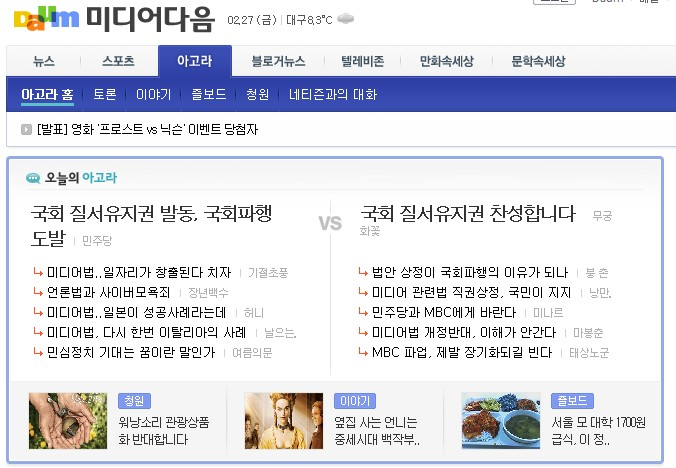 Daum 미디어다음 02,27 (금) | 대구8,3℃
뉴스 스포츠 아고라 블로거뉴스 텔레비존 만화속세상 문학속세상
아고라 홈 토론 이야기 즐보드 청원 네티즌과의 대화
[발표] 영화 '프로스트 vs 닉슨' 이벤트 당첨자
오늘의 아고라
국회 질서유지권 발동, 국회파행
도발 | 민주당
미디어법..일자리가 창출된다 치자 | 기절초풍
언론법과 사이버모욕죄 | 장년백수
미디어법..일본이 성공사례라는데 | 허니
미디어법, 다시 한번 이탈리아의 사례 | 날으는.
민심정치 기대는 꿈이란 말인가 | 여름의문
VS
국회 질서유지권 찬성합니다 무궁
화꽃
법안 상정이 국회파행의 이유가 되나 | 봉 춘
미디어 관련법 직권상정, 국민이 지지 | 낭만.
민주당과 MBC에게 바란다 | 미나르
미디어법 개정반대, 이해가 안간다 | 마봉춘
MBC 파업, 제발 장기화되길 빈다 | 태상노군
청원
워낭소리 관광상품
화 반대합니다
이야기
옆집 사는 언니는
중세시대 백작부..
즐보드
서울 모 대학 1700원
급식, 이 정..